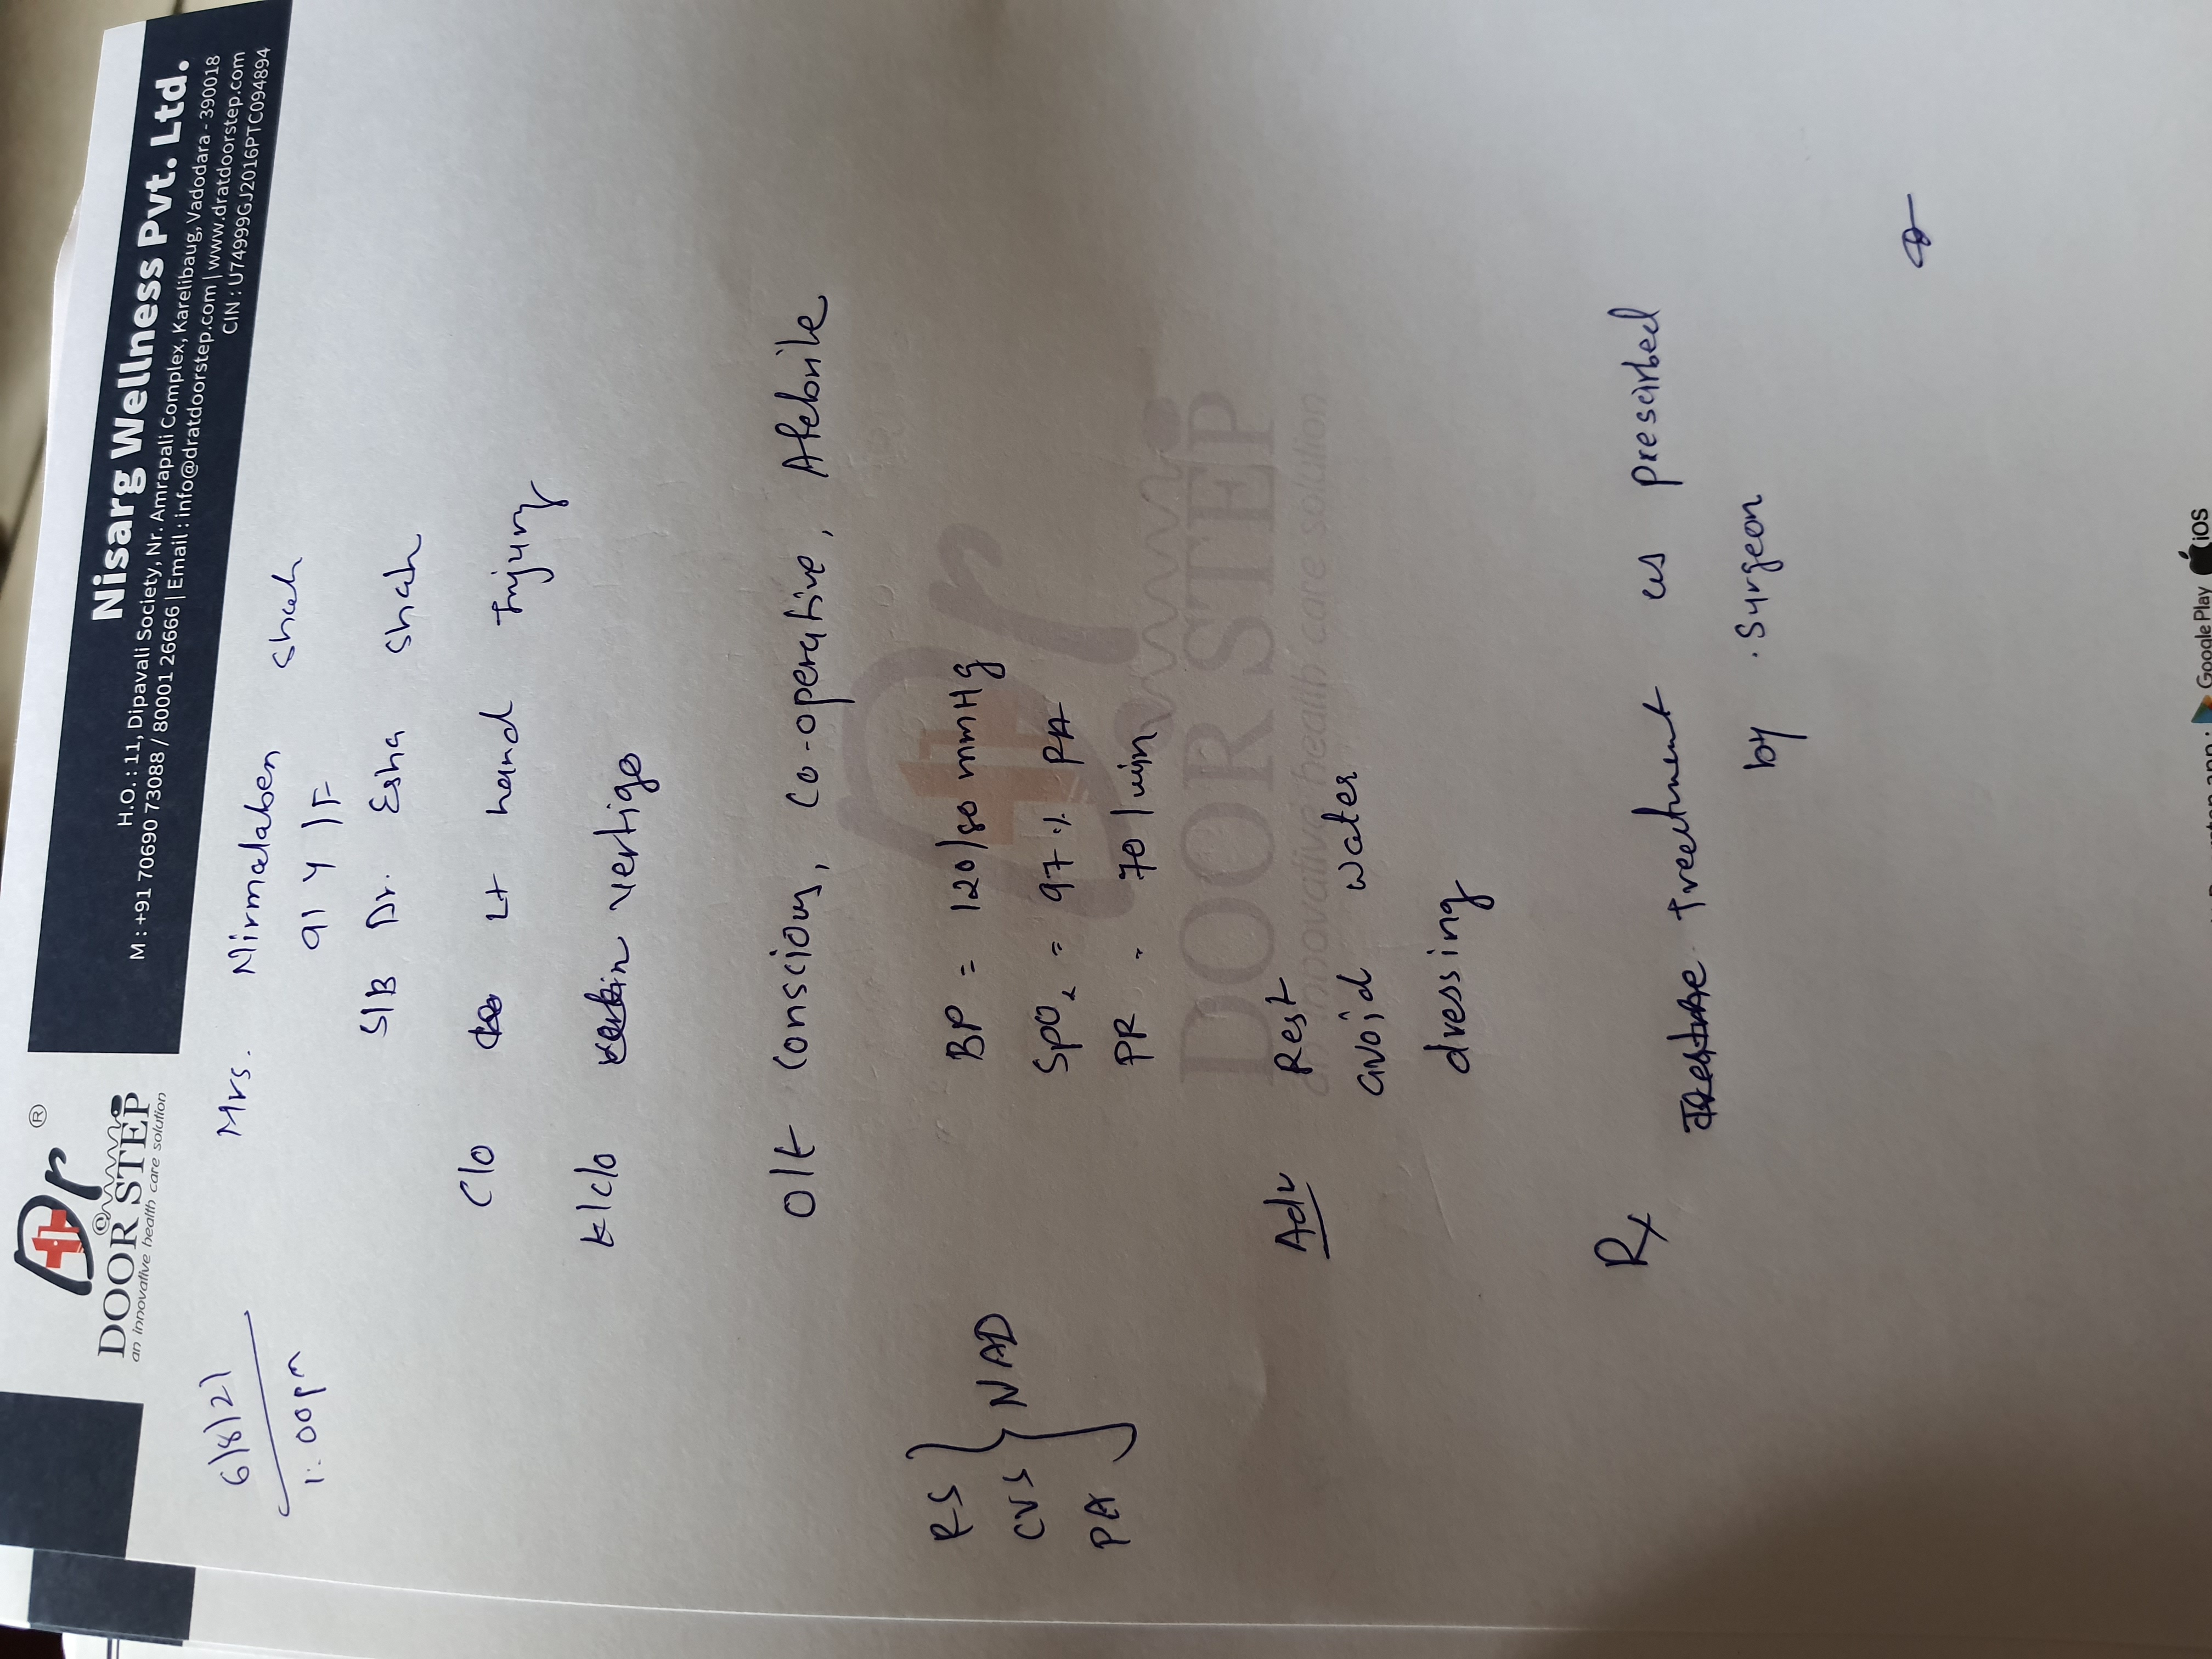 Dr ®
DOOR STEP
an innovative health care solution
Nisarg Wellness Pvt. Ltd.
H.O. : 11, Dipavali Society, Nr. Amrapali Complex, Karelibaug, Vadodara - 390018
M : +91 70690 73088 / 80001 26666 | Email : info@dratdoorstep.com | www.dratdoorstep.com
CIN : U74999GJ2016PTC094894
6/8/21
1:00pm
Mrs. Nirmalaben Shah
91 Y / F
S/B Dr. Esha Shah
C/o Lt hand Injury
k/c/o vertigo
O/E Conscious, Co-operative, Afebrile
RS
CVS
PA
NAD
BP = 120/80 mmHg
SpO2 = 97 % RA
PR - 70 / min
Dr
DOOR STEP
an innovative health care solution
Adv Rest
avoid water
dressing
Rx
Treatment as prescirbed
by surgeon
app : Google Play iOS